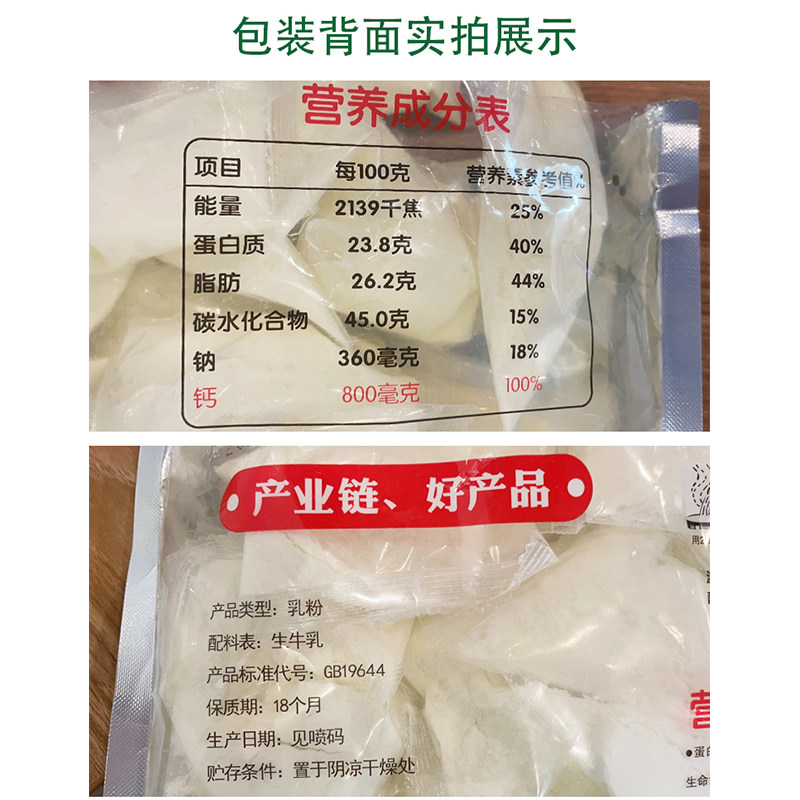 包装背面实拍展示
营养成分表
项目 每100克 营养素参考值%
能量 2139千焦 25%
蛋白质 23.8克 40%
脂肪 26.2克 44%
碳水化合物 45.0克 15%
钠 360毫克 18%
钙 800毫克 100%
·产业链、好产品·
产品类型：乳粉
配料表：生牛乳
产品标准代号：GB19644
保质期：18个月
生产日期：见喷码
贮存条件：置于阴凉干燥处
营
●蛋白
生命